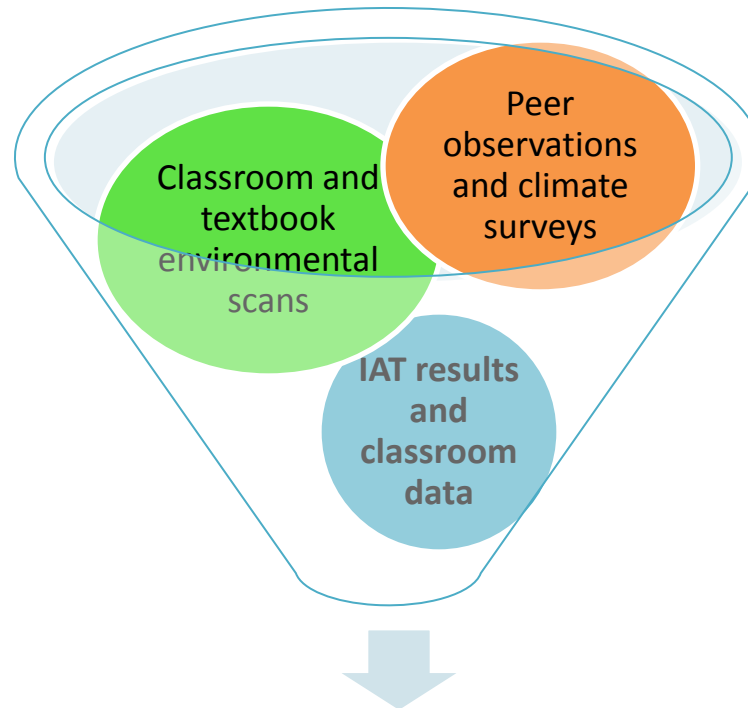 Peer
observations
and climate
surveys
Classroom and
textbook
environmental
scans
IAT results
and
classroom
data